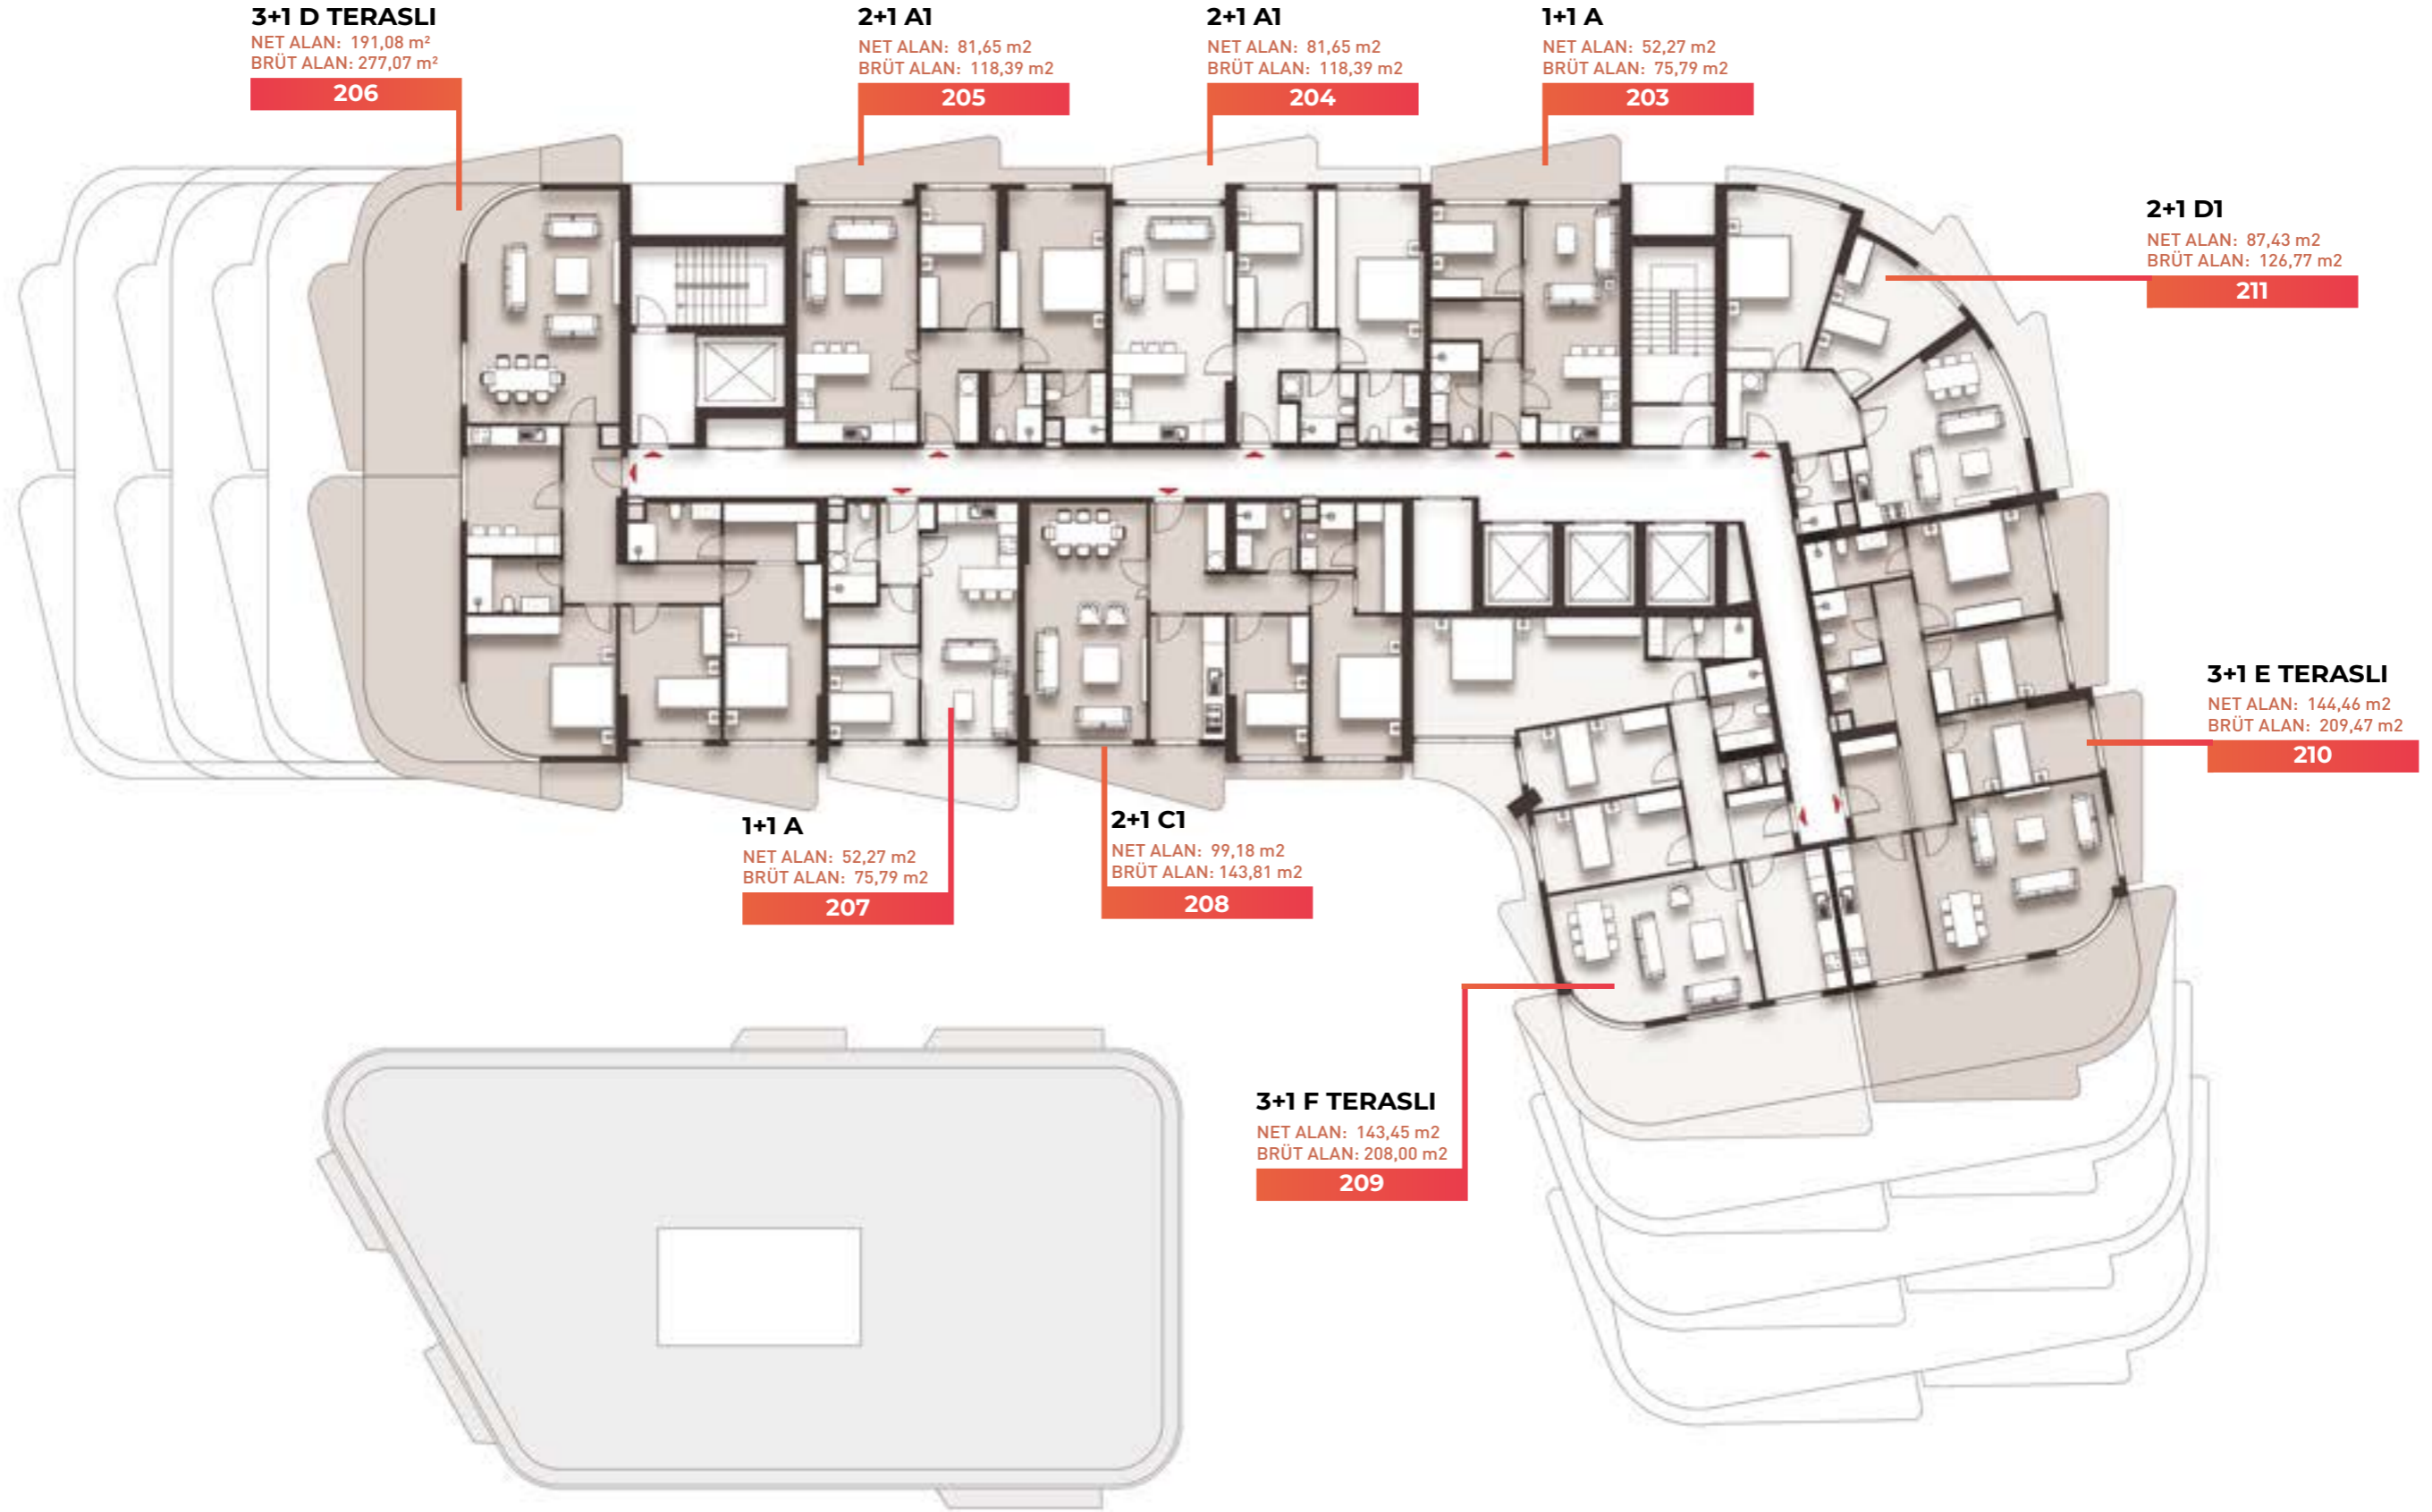 3+1 D TERASLI
NET ALAN: 191,08 m²
BRÜT ALAN: 277,07 m²
206
2+1 A1
NET ALAN: 81,65 m2
BRÜT ALAN: 118,39 m2
205
2+1 A1
NET ALAN: 81,65 m2
BRÜT ALAN: 118,39 m2
204
1+1 A
NET ALAN: 52,27 m2
BRÜT ALAN: 75,79 m2
203
2+1 D1
NET ALAN: 87,43 m2
BRÜT ALAN: 126,77 m2
211
3+1 E TERASLI
NET ALAN: 144,46 m2
BRÜT ALAN: 209,47 m2
210
1+1 A
NET ALAN: 52,27 m2
BRÜT ALAN: 75,79 m2
207
2+1 C1
NET ALAN: 99,18 m2
BRÜT ALAN: 143,81 m2
208
3+1 F TERASLI
NET ALAN: 143,45 m2
BRÜT ALAN: 208,00 m2
209